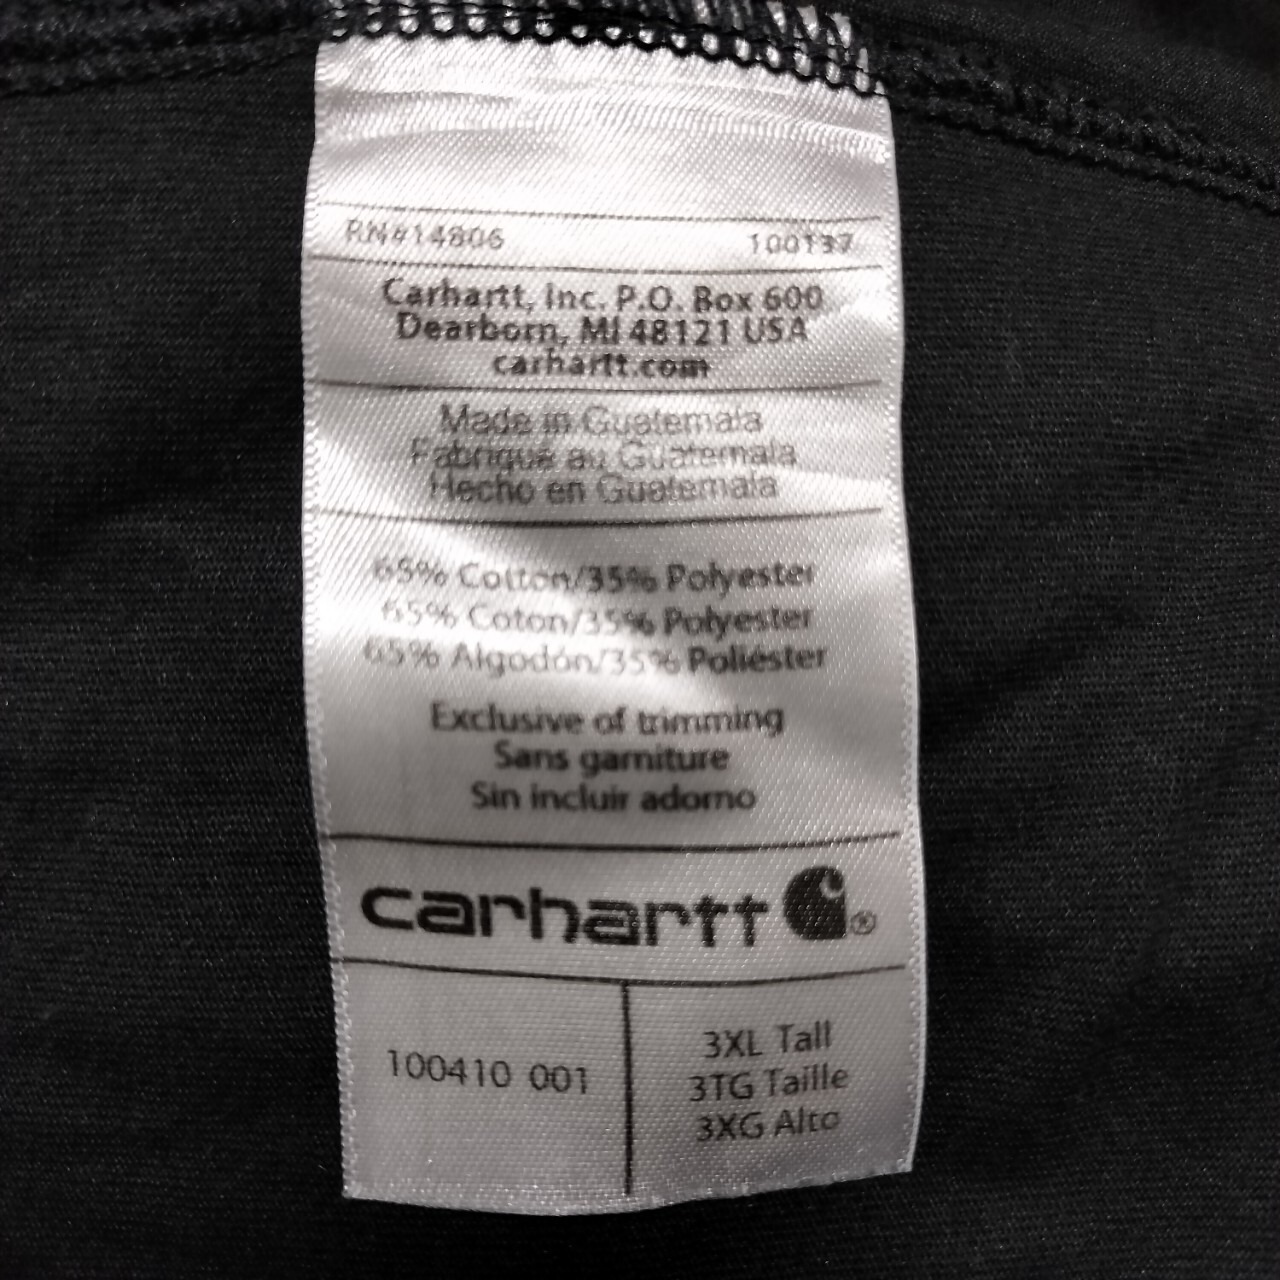 RN#14806 100137
Carhartt, Inc. P.O. Box 600
Dearborn, MI 48121 USA
carhartt.com
Made in Guatemala
Fabriqué au Guatemala
Hecho en Guatemala
65% Cotton/35% Polyester
65% Coton/35% Polyester
65% Algodón/35% Poliéster
Exclusive of trimming
Sans garniture
Sin incluir adorno
carhartt ®
100410 001
3XL Tall
3TG Taille
3XG Alto